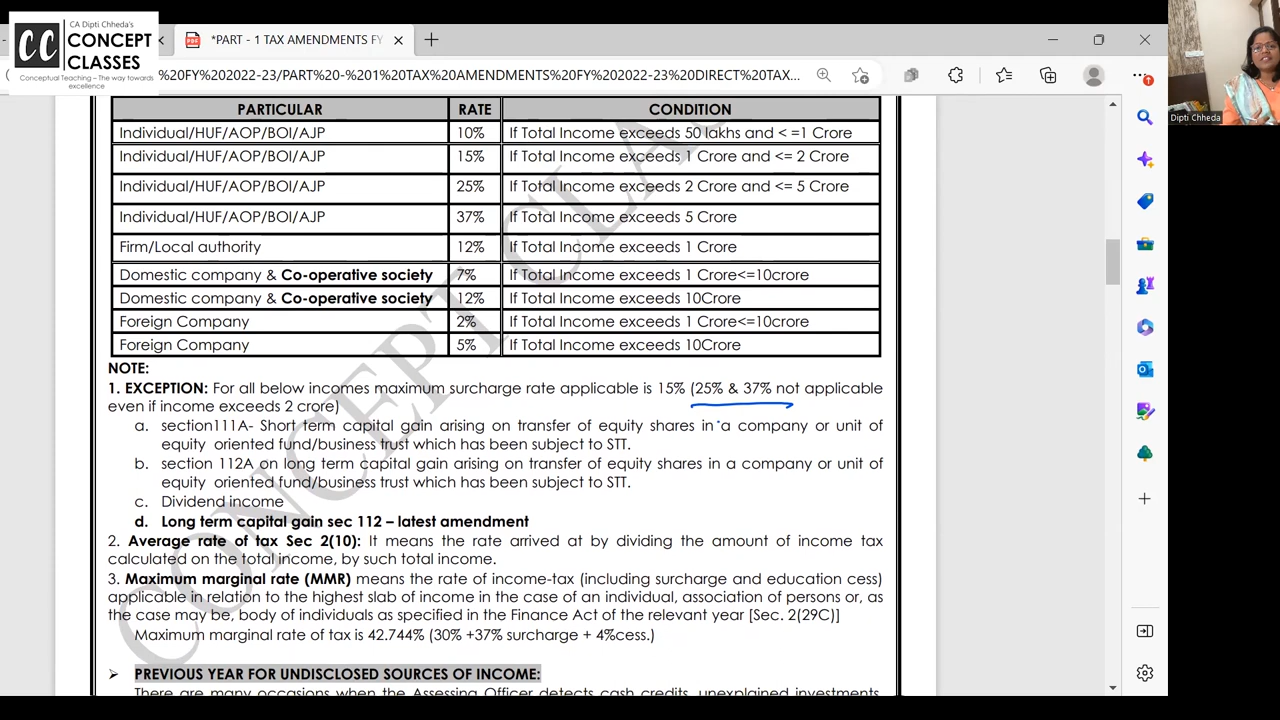 CA Dipti Chheda's
CC CONCEPT
CLASSES
Conceptual Teaching – The way towards
excellence
*PART - 1 TAX AMENDMENTS FY
%20FY%202022-23/PART%20-%201%20TAX%20AMENDMENTS%20FY%202022-23%20DIRECT%20TAX...
Dipti Chheda
PARTICULAR RATE CONDITION
Individual/HUF/AOP/BOI/AJP 10% If Total Income exceeds 50 lakhs and < =1 Crore
Individual/HUF/AOP/BOI/AJP 15% If Total Income exceeds 1 Crore and <= 2 Crore
Individual/HUF/AOP/BOI/AJP 25% If Total Income exceeds 2 Crore and <= 5 Crore
Individual/HUF/AOP/BOI/AJP 37% If Total Income exceeds 5 Crore
Firm/Local authority 12% If Total Income exceeds 1 Crore
Domestic company & Co-operative society 7% If Total Income exceeds 1 Crore<=10crore
Domestic company & Co-operative society 12% If Total Income exceeds 10Crore
Foreign Company 2% If Total Income exceeds 1 Crore<=10crore
Foreign Company 5% If Total Income exceeds 10Crore
NOTE:
1. EXCEPTION: For all below incomes maximum surcharge rate applicable is 15% (25% & 37% not applicable
even if income exceeds 2 crore)
a. section111A- Short term capital gain arising on transfer of equity shares in a company or unit of
equity oriented fund/business trust which has been subject to STT.
b. section 112A on long term capital gain arising on transfer of equity shares in a company or unit of
equity oriented fund/business trust which has been subject to STT.
c. Dividend income
d. Long term capital gain sec 112 – latest amendment
2. Average rate of tax Sec 2(10): It means the rate arrived at by dividing the amount of income tax
calculated on the total income, by such total income.
3. Maximum marginal rate (MMR) means the rate of income-tax (including surcharge and education cess)
applicable in relation to the highest slab of income in the case of an individual, association of persons or, as
the case may be, body of individuals as specified in the Finance Act of the relevant year [Sec. 2(29C)]
Maximum marginal rate of tax is 42.744% (30% +37% surcharge + 4%cess.)
PREVIOUS YEAR FOR UNDISCLOSED SOURCES OF INCOME:
There are many occasions when the Assessing Officer detects cash credits, unexplained investments,
CONCEPT CLA